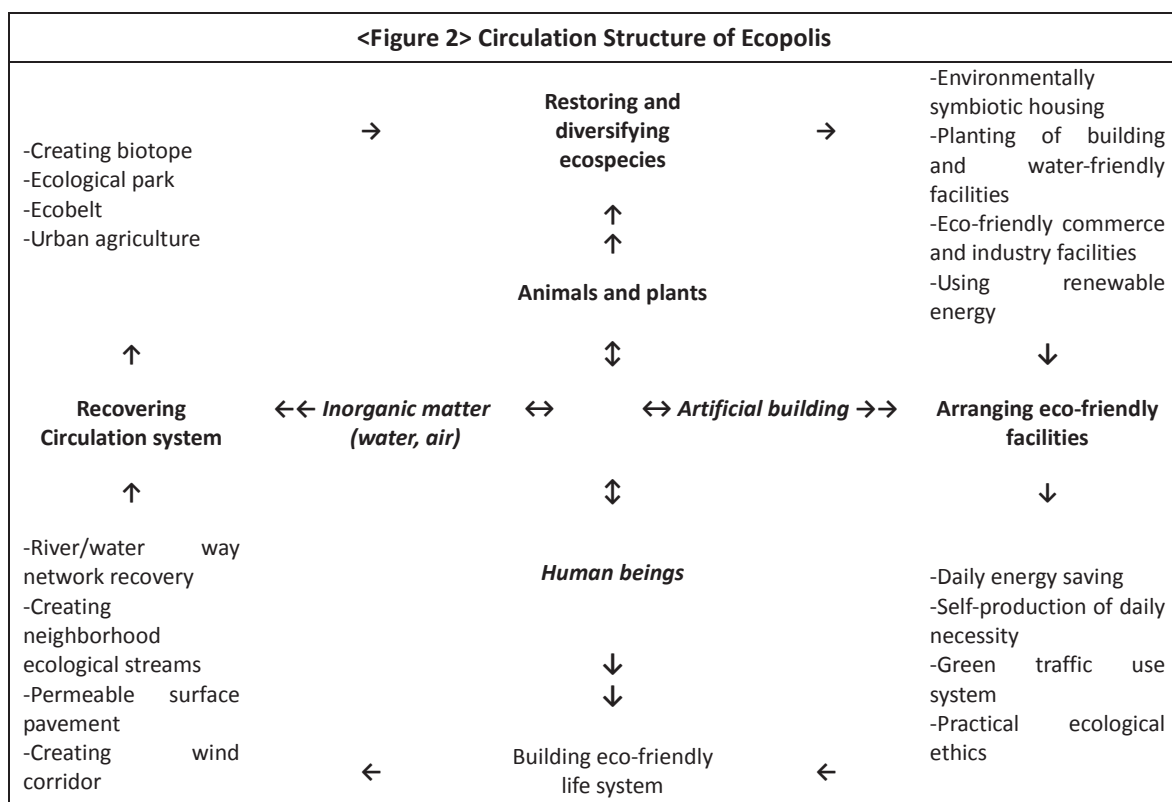 <Figure 2> Circulation Structure of Ecopolis
-Creating biotope
-Ecological park
-Ecobelt
-Urban agriculture
→
Restoring and
diversifying
ecospecies
→
-Environmentally
symbiotic housing
-Planting of building
and water-friendly
facilities
-Eco-friendly commerce
and industry facilities
-Using renewable
energy
↑
↑
Animals and plants
↑
↕
↓
Recovering
Circulation system
←← Inorganic matter
(water, air)
↔
↔ Artificial building →→
Arranging eco-friendly
facilities
↑
↕
↓
-River/water way
network recovery
-Creating
neighborhood
ecological streams
-Permeable surface
pavement
-Creating wind
corridor
Human beings
↓
↓
←
Building eco-friendly
life system
←
-Daily energy saving
-Self-production of daily
necessity
-Green traffic use
system
-Practical ecological
ethics